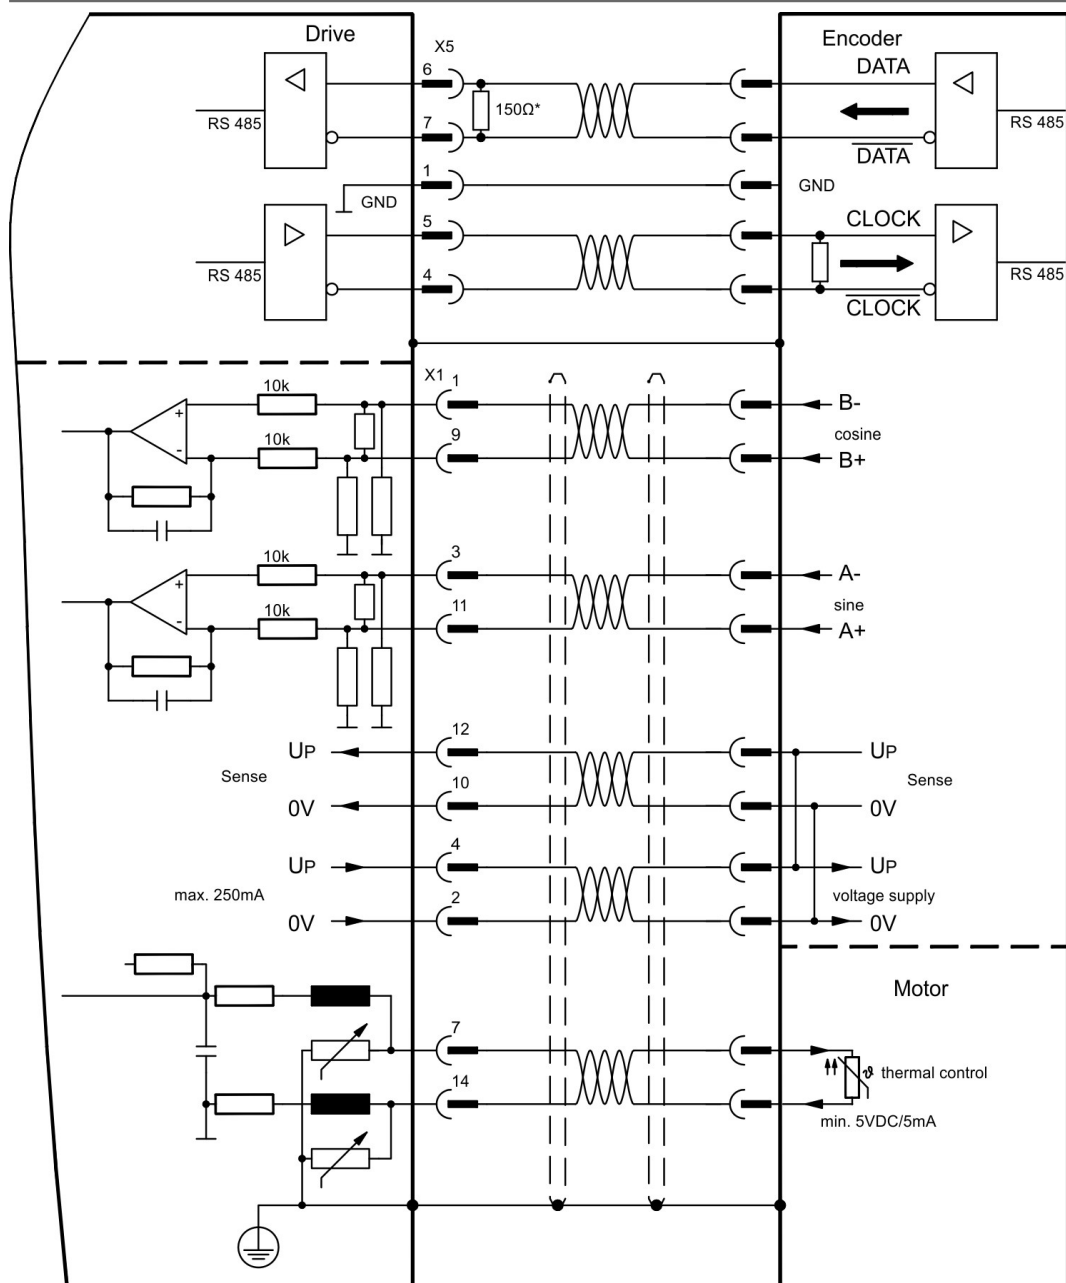 Drive
X5
Encoder
6
DATA
RS 485
150Ω*
RS 485
7
DATA
1
GND
GND
5
CLOCK
RS 485
RS 485
4
CLOCK
X1
1
10k
+
B-
cosine
10k
9
-
B+
3
10k
+
A-
sine
10k
11
-
A+
12
UP
UP
Sense
Sense
10
0V
0V
4
UP
UP
max. 250mA
voltage supply
2
0V
0V
Motor
7
ϑ thermal control
14
min. 5VDC/5mA